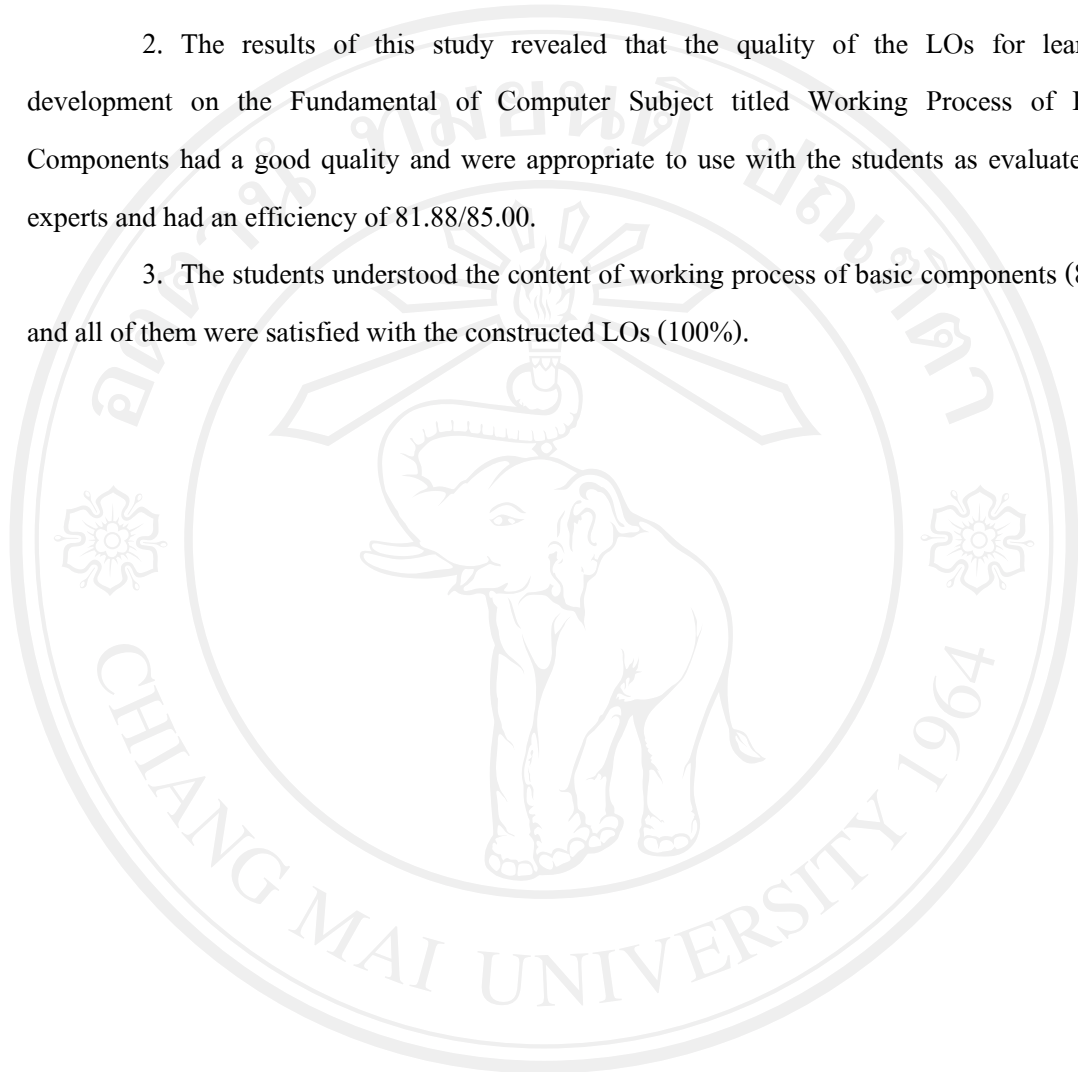 2. The results of this study revealed that the quality of the LOs for
development on the Fundamental of Computer Subject titled Working Process of
Components had a good quality and were appropriate to use with the students as
experts and had an efficiency of 81.88/85.00.
3. The students understood the content of working process of basic components
and all of them were satisfied with the constructed LOs (100%).
CHIANG MAI UNIVERSITY 1964